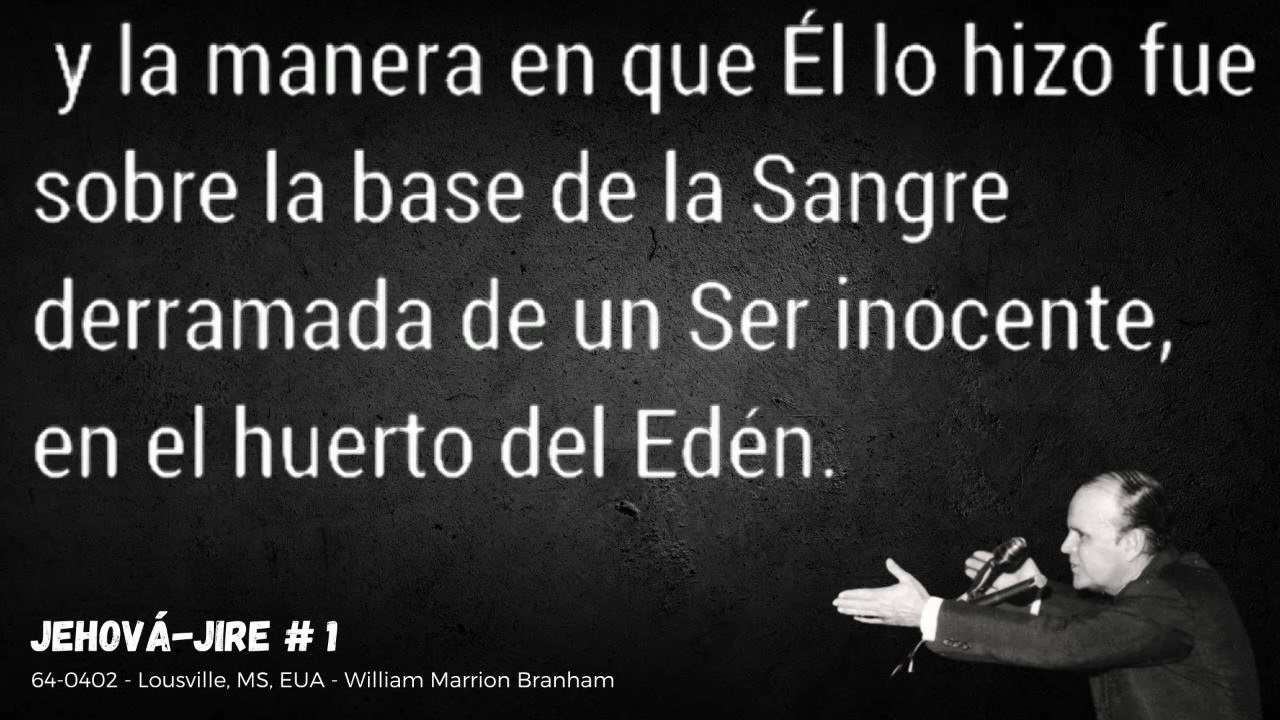 y la manera en que Él lo hizo fue
sobre la base de la Sangre
derramada de un Ser inocente,
en el huerto del Edén.
JEHOVÁ-JIRE # 1
64-0402 - Lousville, MS, EUA - William Marrion Branham